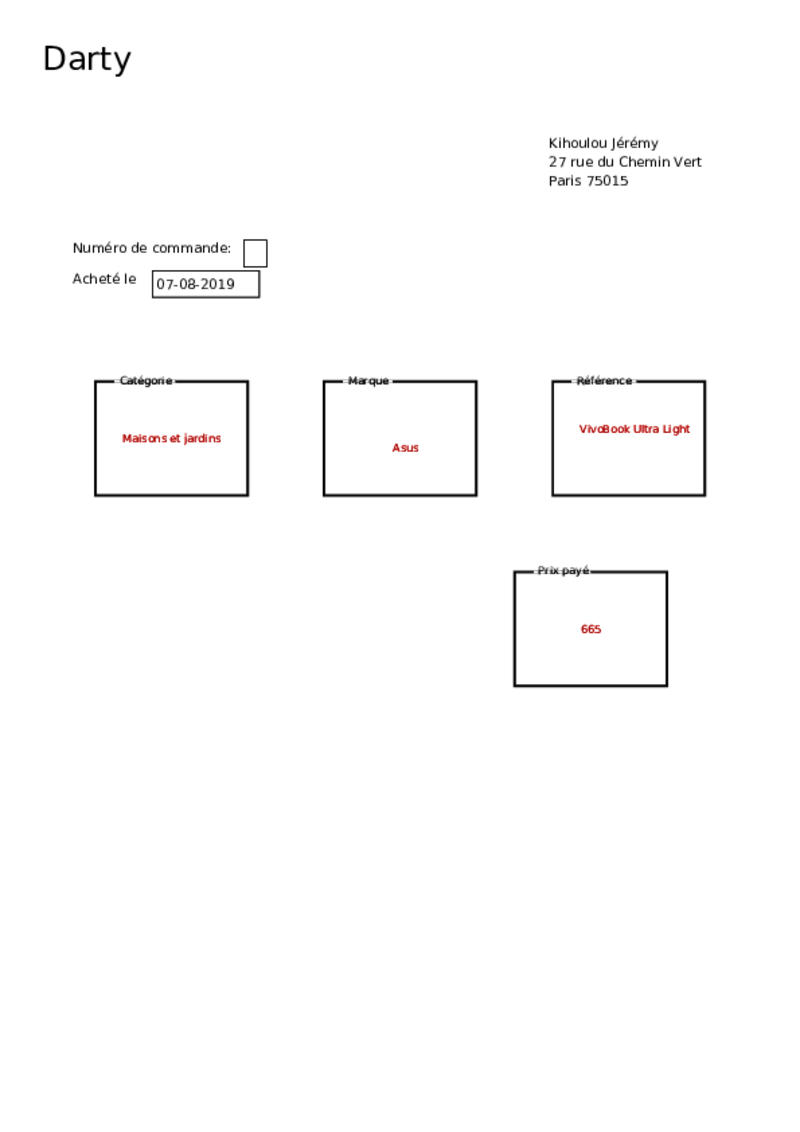 Darty
Kihoulou Jérémy
27 rue du Chemin Vert
Paris 75015
Numéro de commande:
Acheté le 07-08-2019
Catégorie Marque Référence
Maisons et jardins Asus VivoBook Ultra Light
Prix payé
665